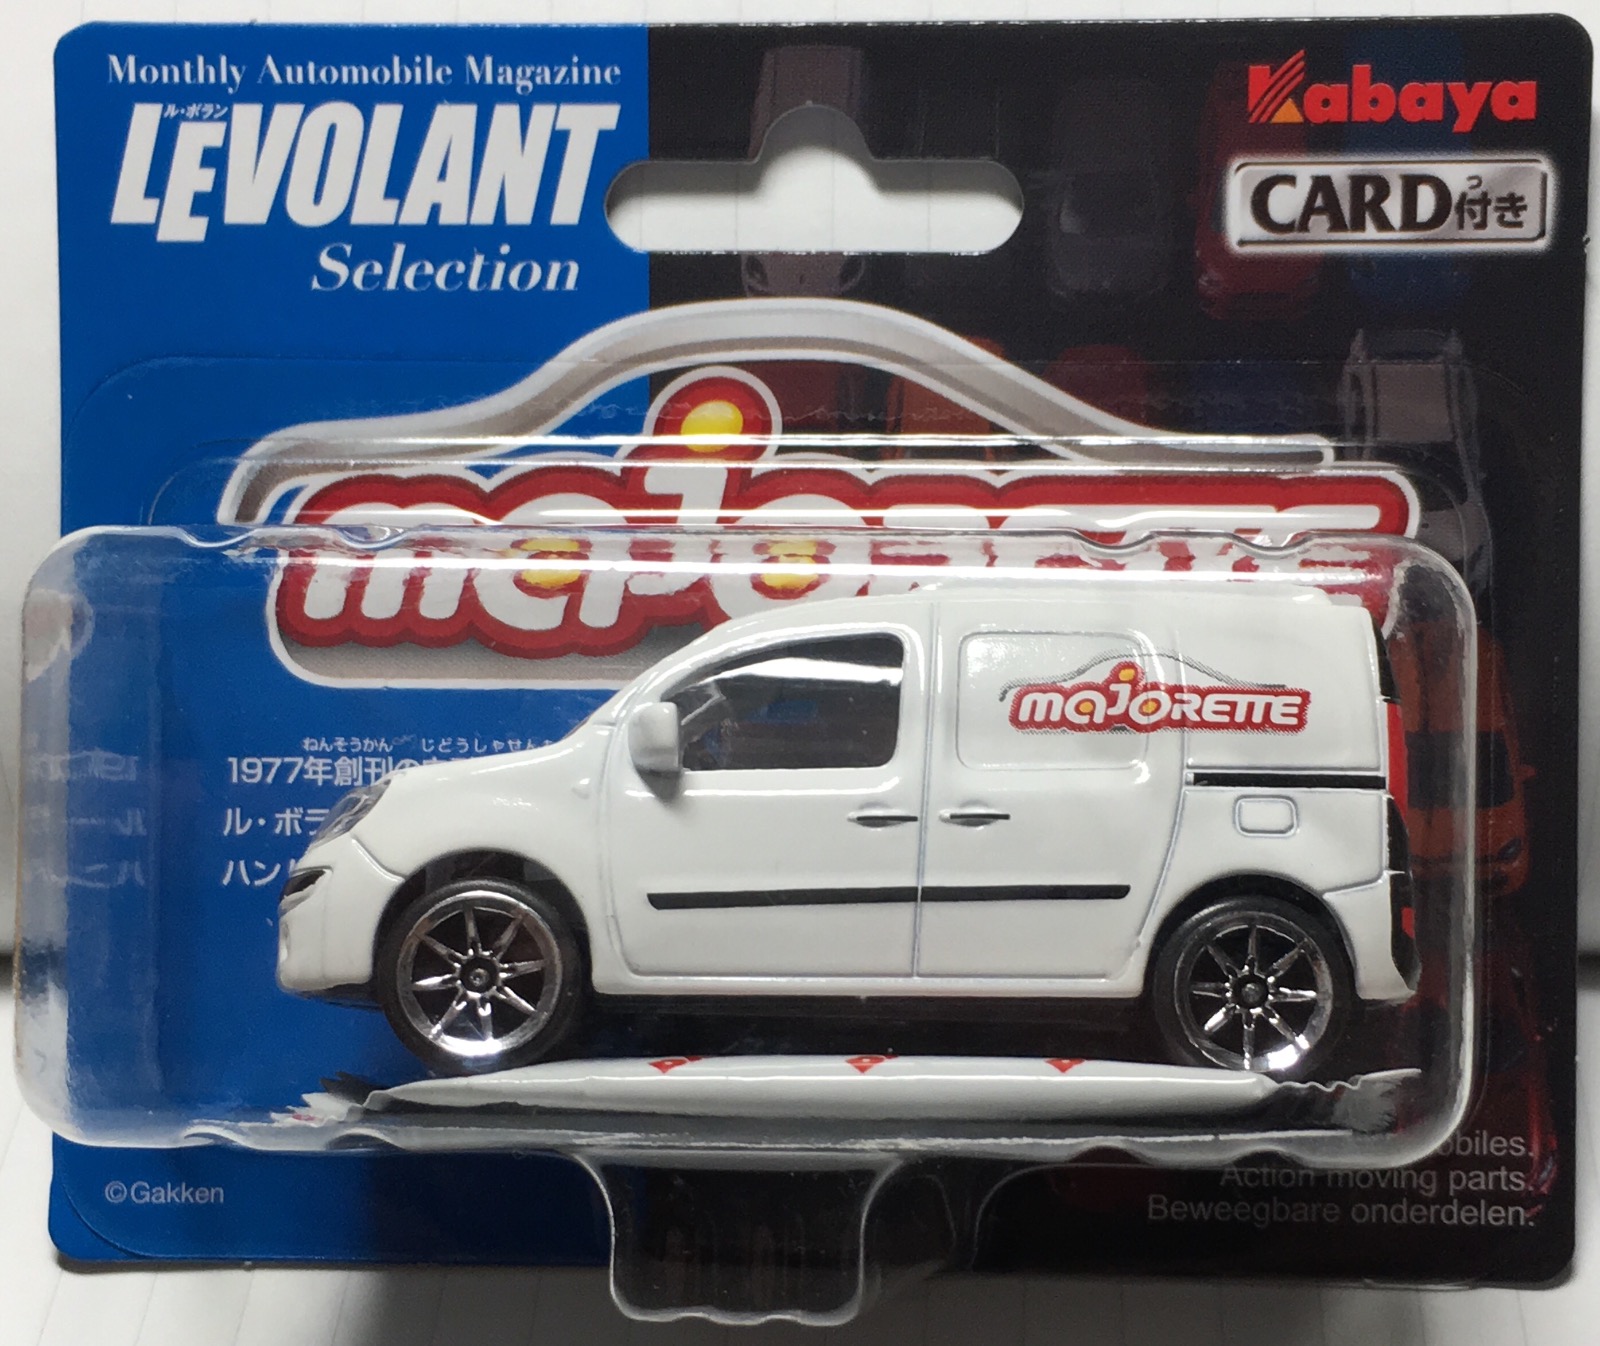 Monthly Automobile Magazine
ル・ボラン
LEVOLANT
Selection
Kabaya
CARD付き
つ
majorette
majorette
ねんそうかん じどうしゃせん
1977年創刊の
ル・ボラ
ハン
©Gakken
obiles.
Action moving parts.
Beweegbare onderdelen.